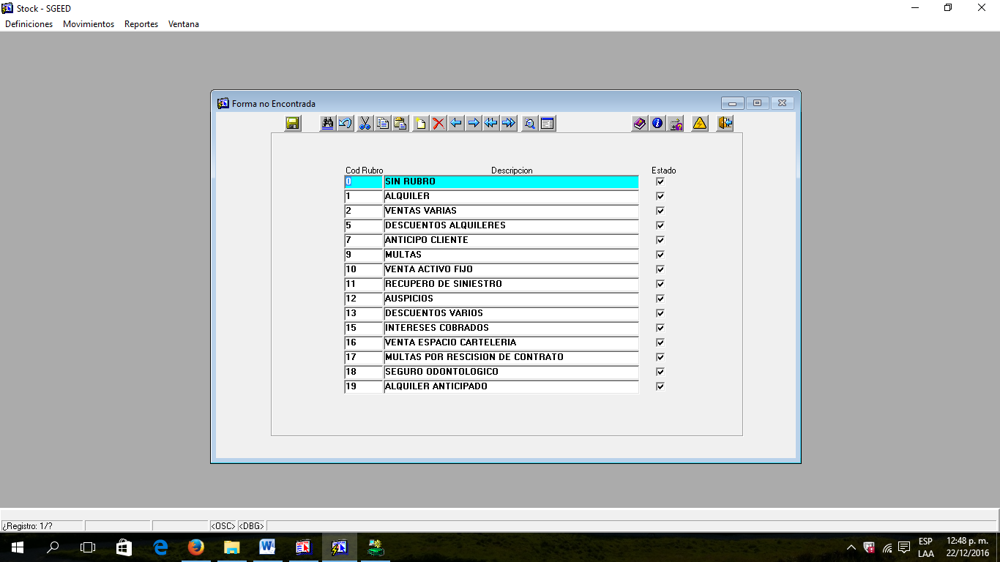 Stock - SGEED
Definiciones Movimientos Reportes Ventana
Forma no Encontrada
Cod Rubro Descripcion Estado
0 SIN RUBRO
1 ALQUILER
2 VENTAS VARIAS
5 DESCUENTOS ALQUILERES
7 ANTICIPO CLIENTE
9 MULTAS
10 VENTA ACTIVO FIJO
11 RECUPERO DE SINIESTRO
12 AUSPICIOS
13 DESCUENTOS VARIOS
15 INTERESES COBRADOS
16 VENTA ESPACIO CARTELERIA
17 MULTAS POR RESCISION DE CONTRATO
18 SEGURO ODONTOLOGICO
19 ALQUILER ANTICIPADO
¿Registro: 1/? <OSC> <DBG>
ESP 12:48 p. m.
LAA 22/12/2016